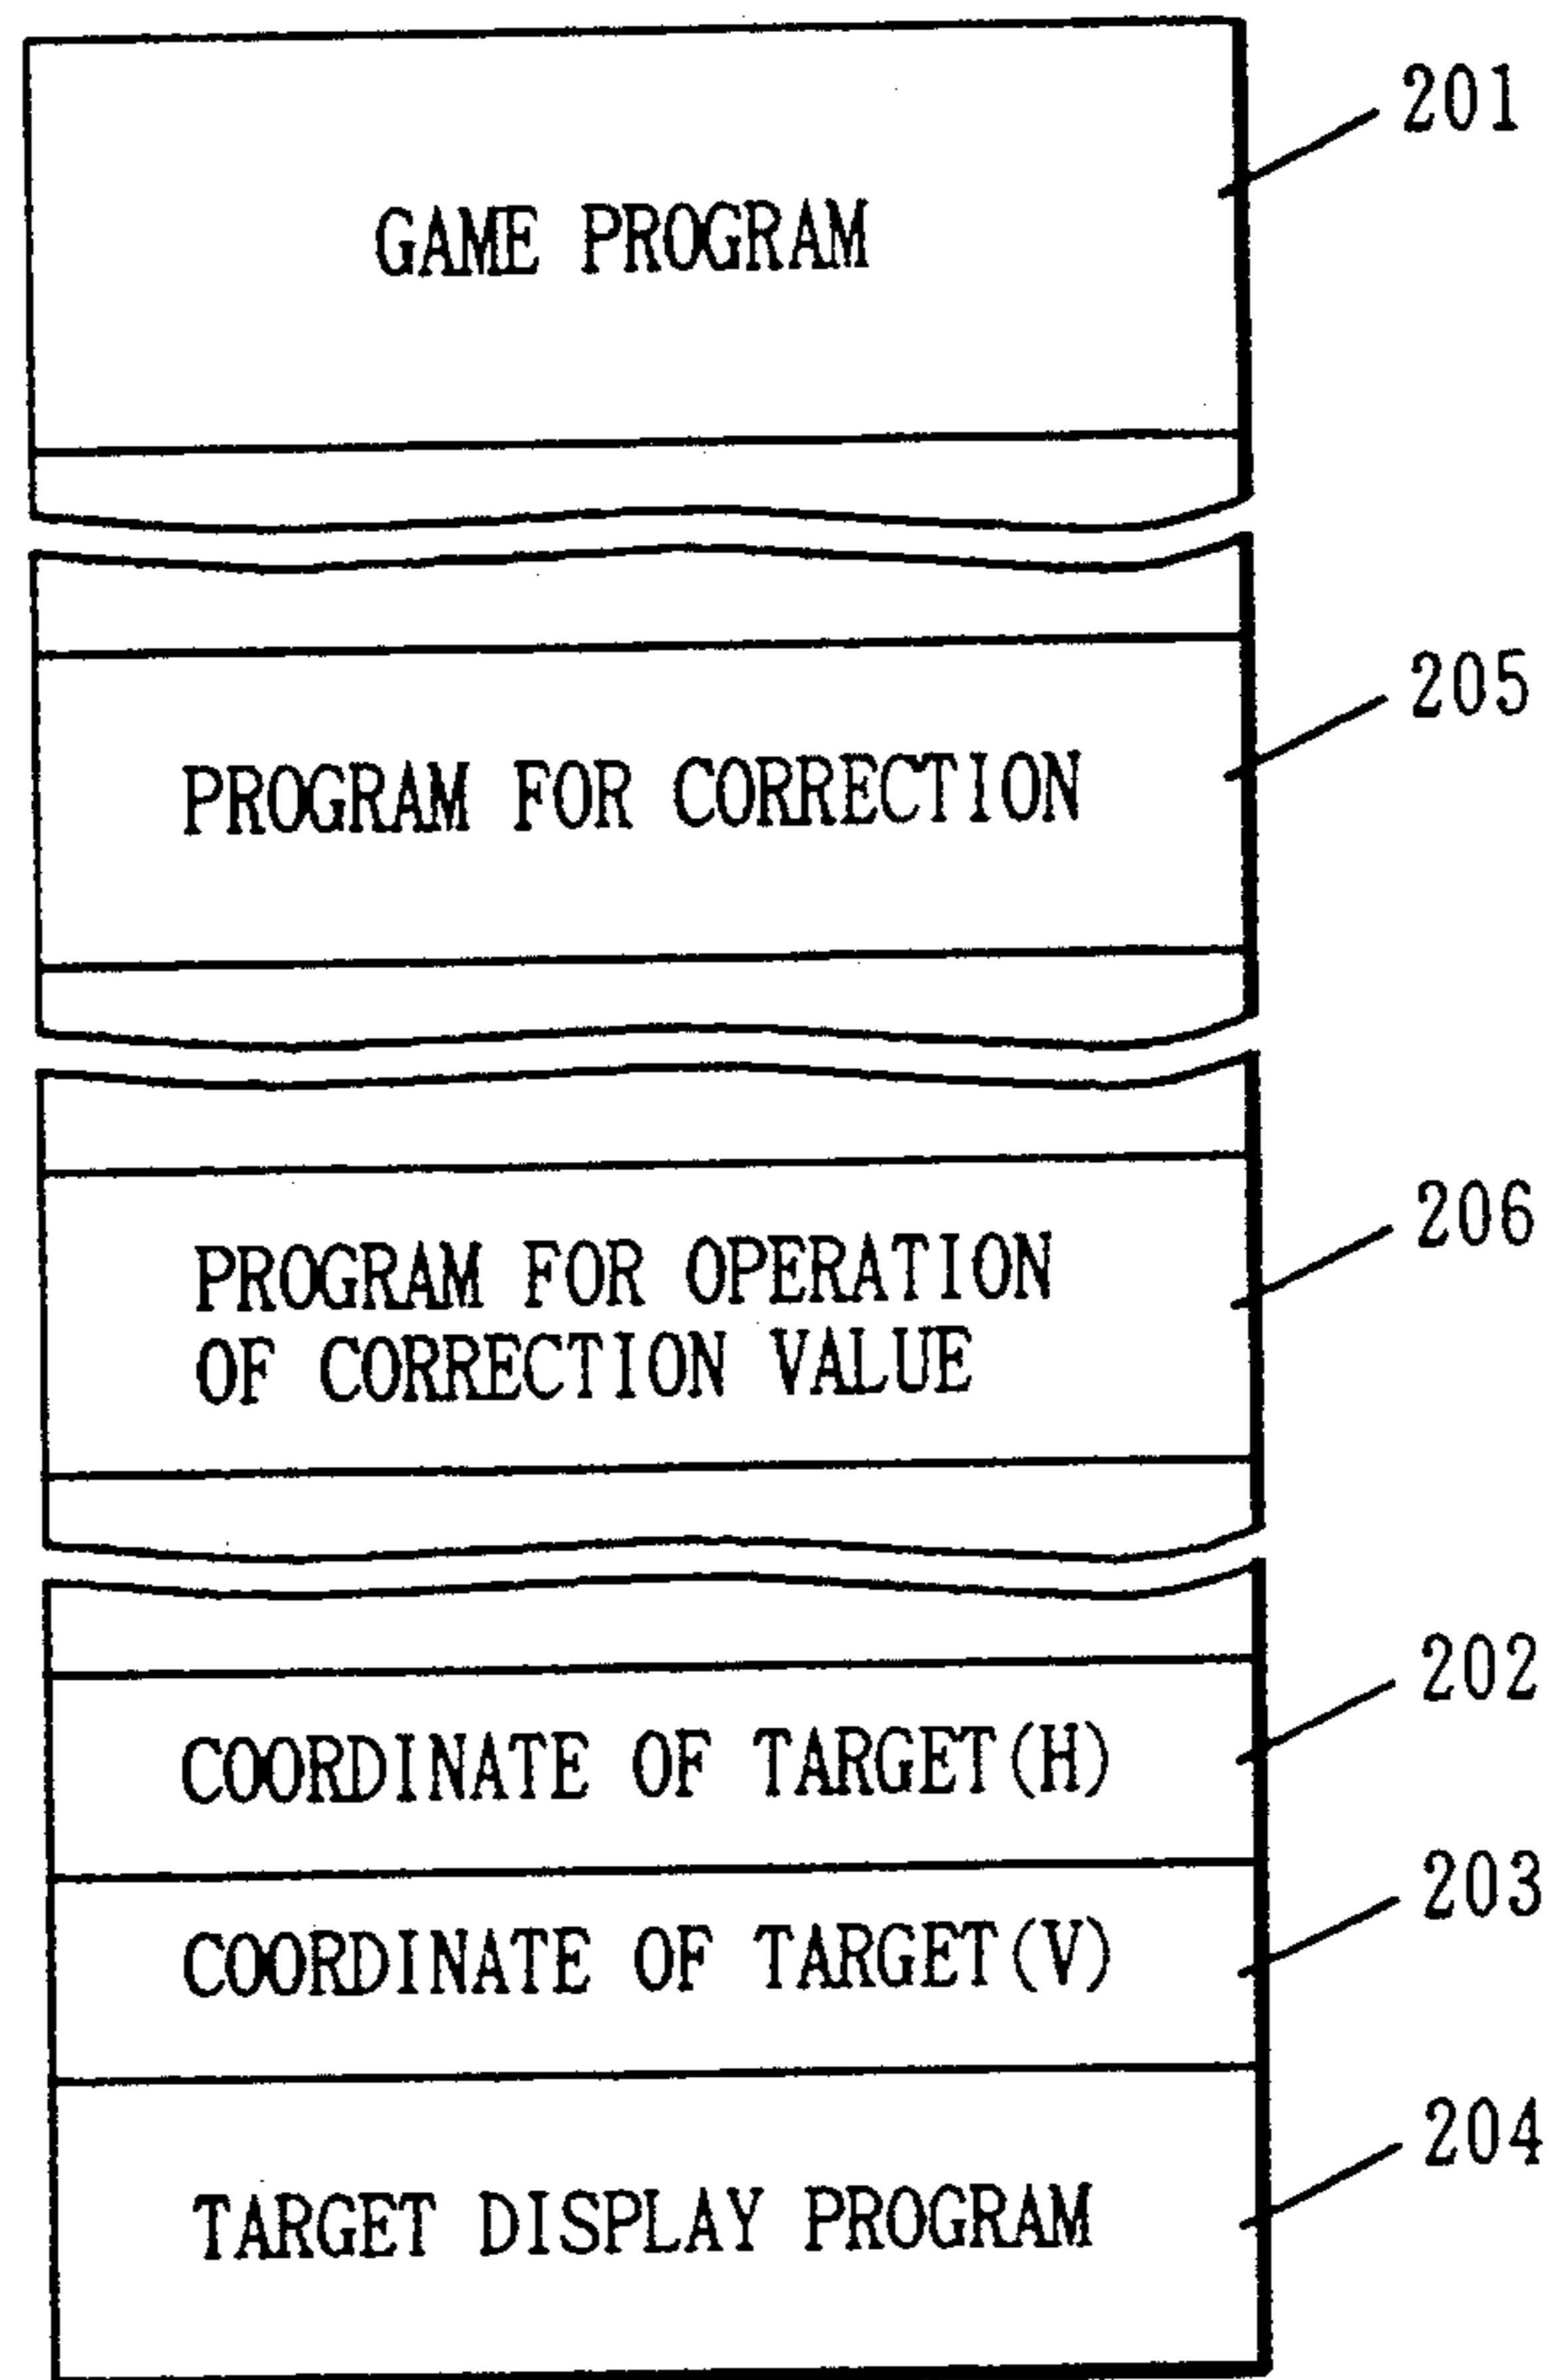 GAME PROGRAM
201
PROGRAM FOR CORRECTION
205
PROGRAM FOR OPERATION
OF CORRECTION VALUE
206
COORDINATE OF TARGET(H)
202
COORDINATE OF TARGET(V)
203
TARGET DISPLAY PROGRAM
204